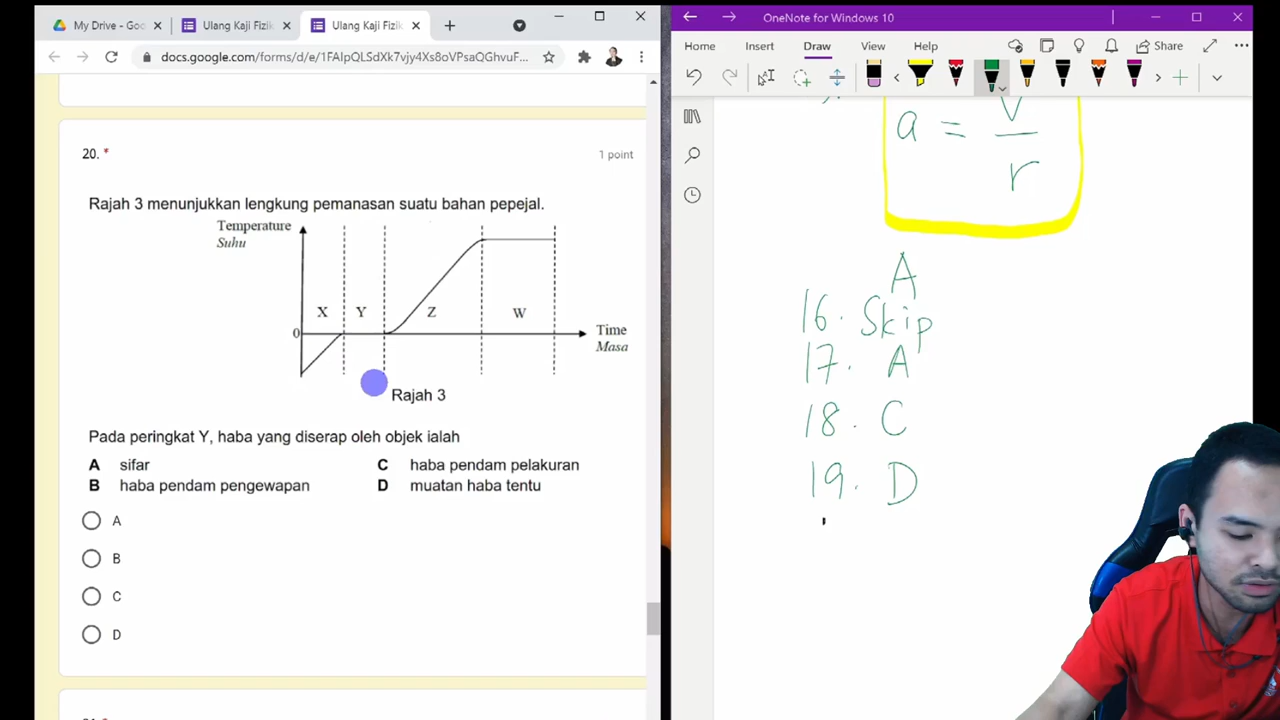 My Drive - Goo
Ulang Kaji Fizik
Ulang Kaji Fizik
docs.google.com/forms/d/e/1FAIpQLSdXk7vjy4Xs8oVPsaQGhvuF...
20. *
1 point
Rajah 3 menunjukkan lengkung pemanasan suatu bahan pepejal.
Temperature
Suhu
X Y Z W
0
Time
Masa
Rajah 3
Pada peringkat Y, haba yang diserap oleh objek ialah
A sifar
C haba pendam pelakuran
B haba pendam pengewapan
D muatan haba tentu
A
B
C
D
OneNote for Windows 10
Home Insert Draw View Help
Share
a = v
r
A
16. Skip
17. A
18. C
19. D